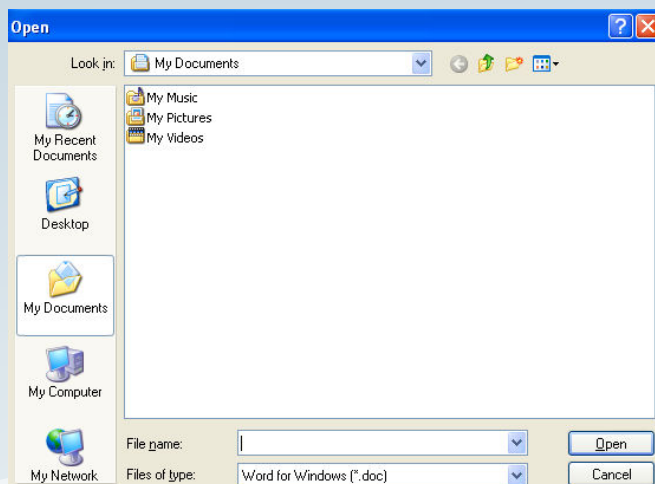 Open
Look in:
My Documents
My Music
My Pictures
My Videos
My Recent
Documents
Desktop
My Documents
My Computer
My Network
File name:
Open
Files of type:
Word for Windows (*.doc)
Cancel